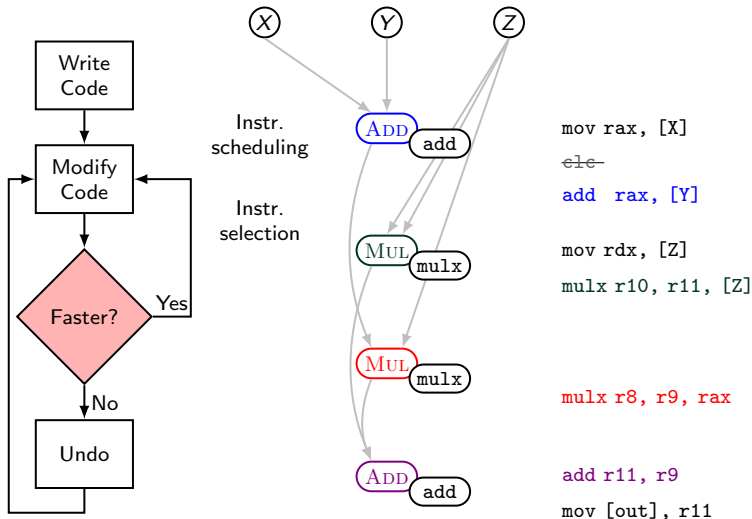 Write
Code
Modify
Code
Faster?
Yes
No
Undo
Instr.
scheduling
Instr.
selection
X Y Z
ADD
add
MUL
mulx
MUL
mulx
ADD
add
mov rax, [X]
clc
add rax, [Y]
mov rdx, [Z]
mulx r10, r11, [Z]
mulx r8, r9, rax
add r11, r9
mov [out], r11